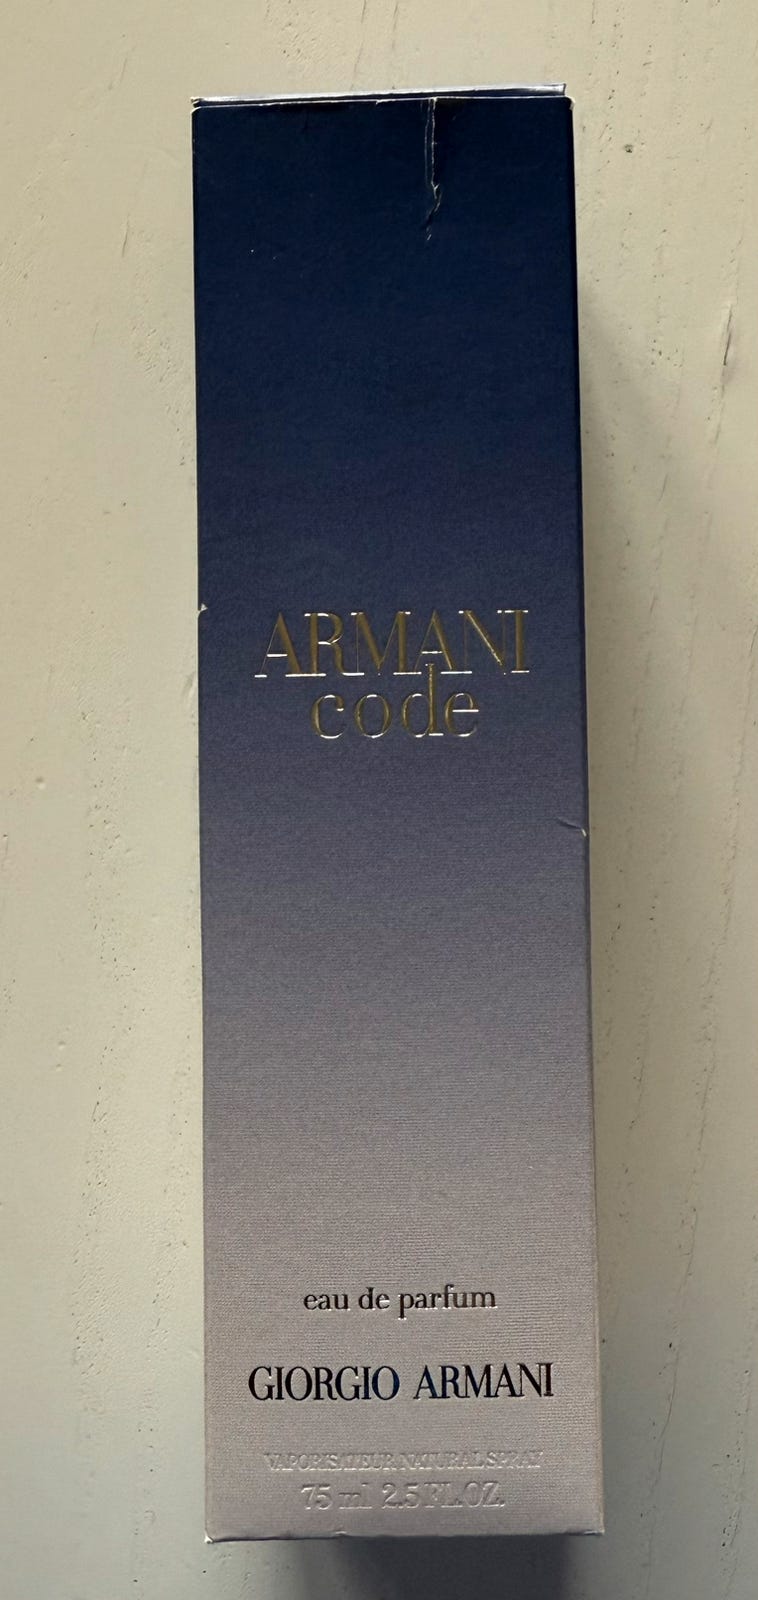 ARMANI
code
eau de parfum
GIORGIO ARMANI
VAPORISATEUR NATURAL SPRAY
75 ml 2.5 FL.OZ.